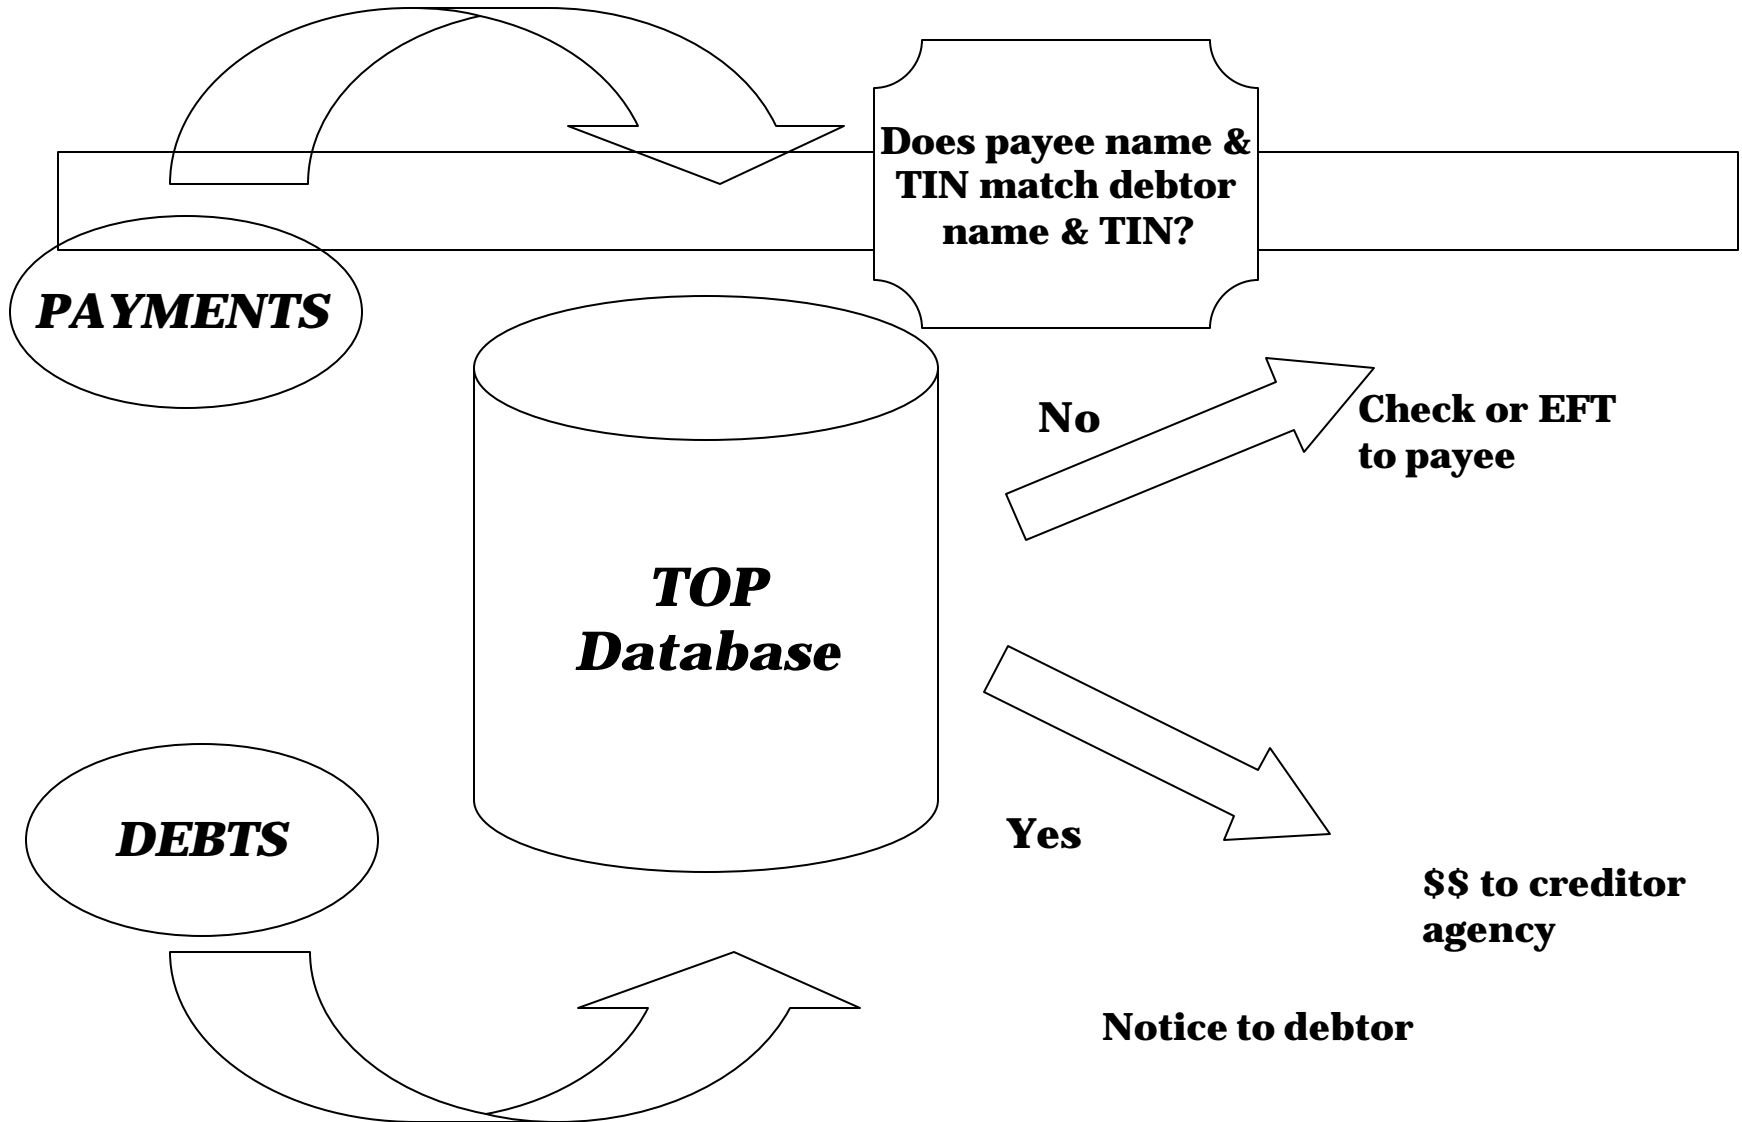 Does payee name &
TIN match debtor
name & TIN?
PAYMENTS
No
Check or EFT
to payee
TOP
Database
DEBTS
Yes
$$ to creditor
agency
Notice to debtor